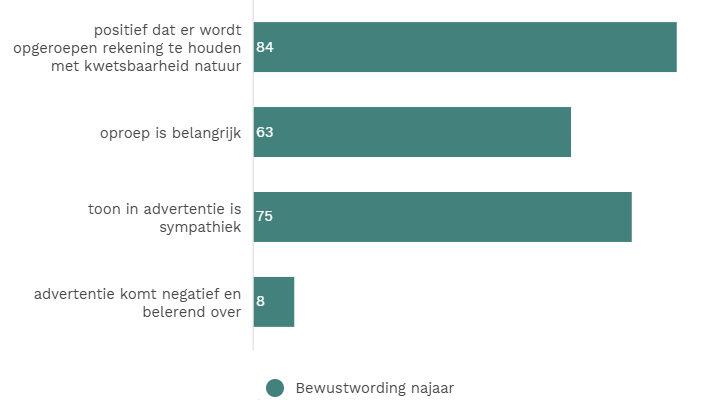 positief dat er wordt
opgeroepen rekening te houden
met kwetsbaarheid natuur
84
oproep is belangrijk
63
toon in advertentie is
sympathiek
75
advertentie komt negatief en
belerend over
8
Bewustwording najaar